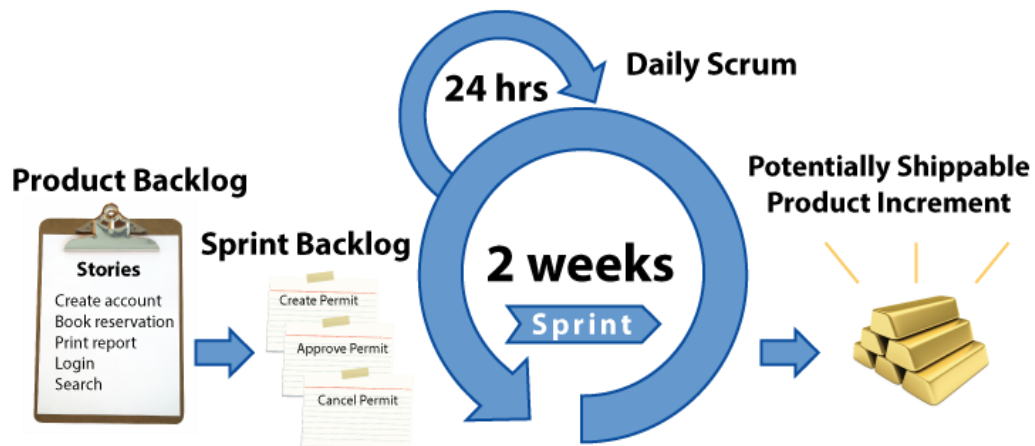 Product Backlog
Stories
Create account
Book reservation
Print report
Login
Search
Sprint Backlog
Create Permit
Approve Permit
Cancel Permit
24 hrs
Daily Scrum
2 weeks
Sprint
Potentially Shippable
Product Increment